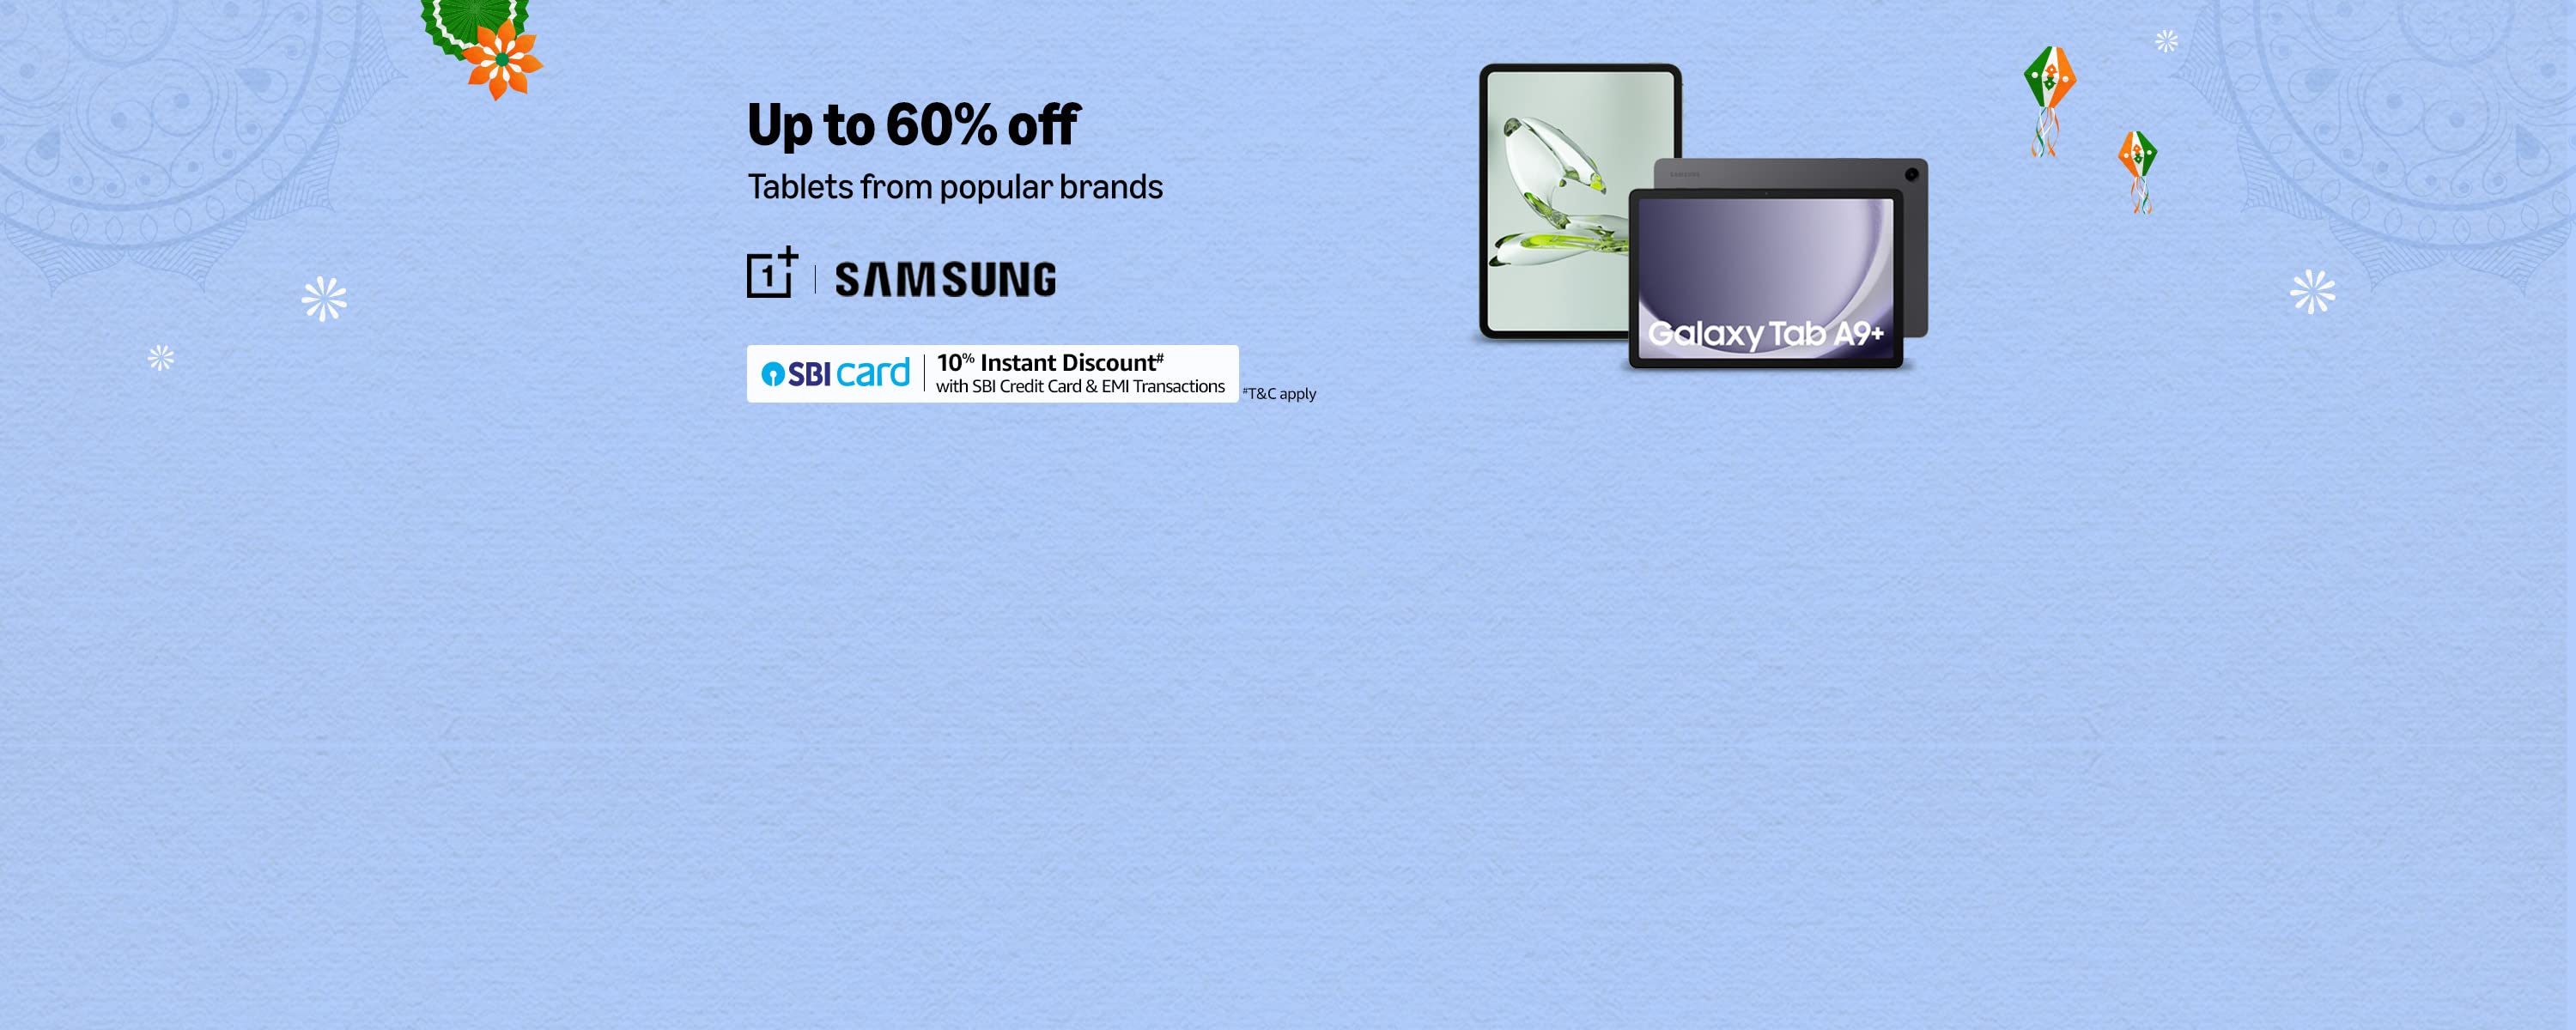 Up to 60% off
Tablets from popular brands
1+ | SAMSUNG
SBI card | 10% Instant Discount#
with SBI Credit Card & EMI Transactions
#T&C apply
SAMSUNG
Galaxy Tab A9+